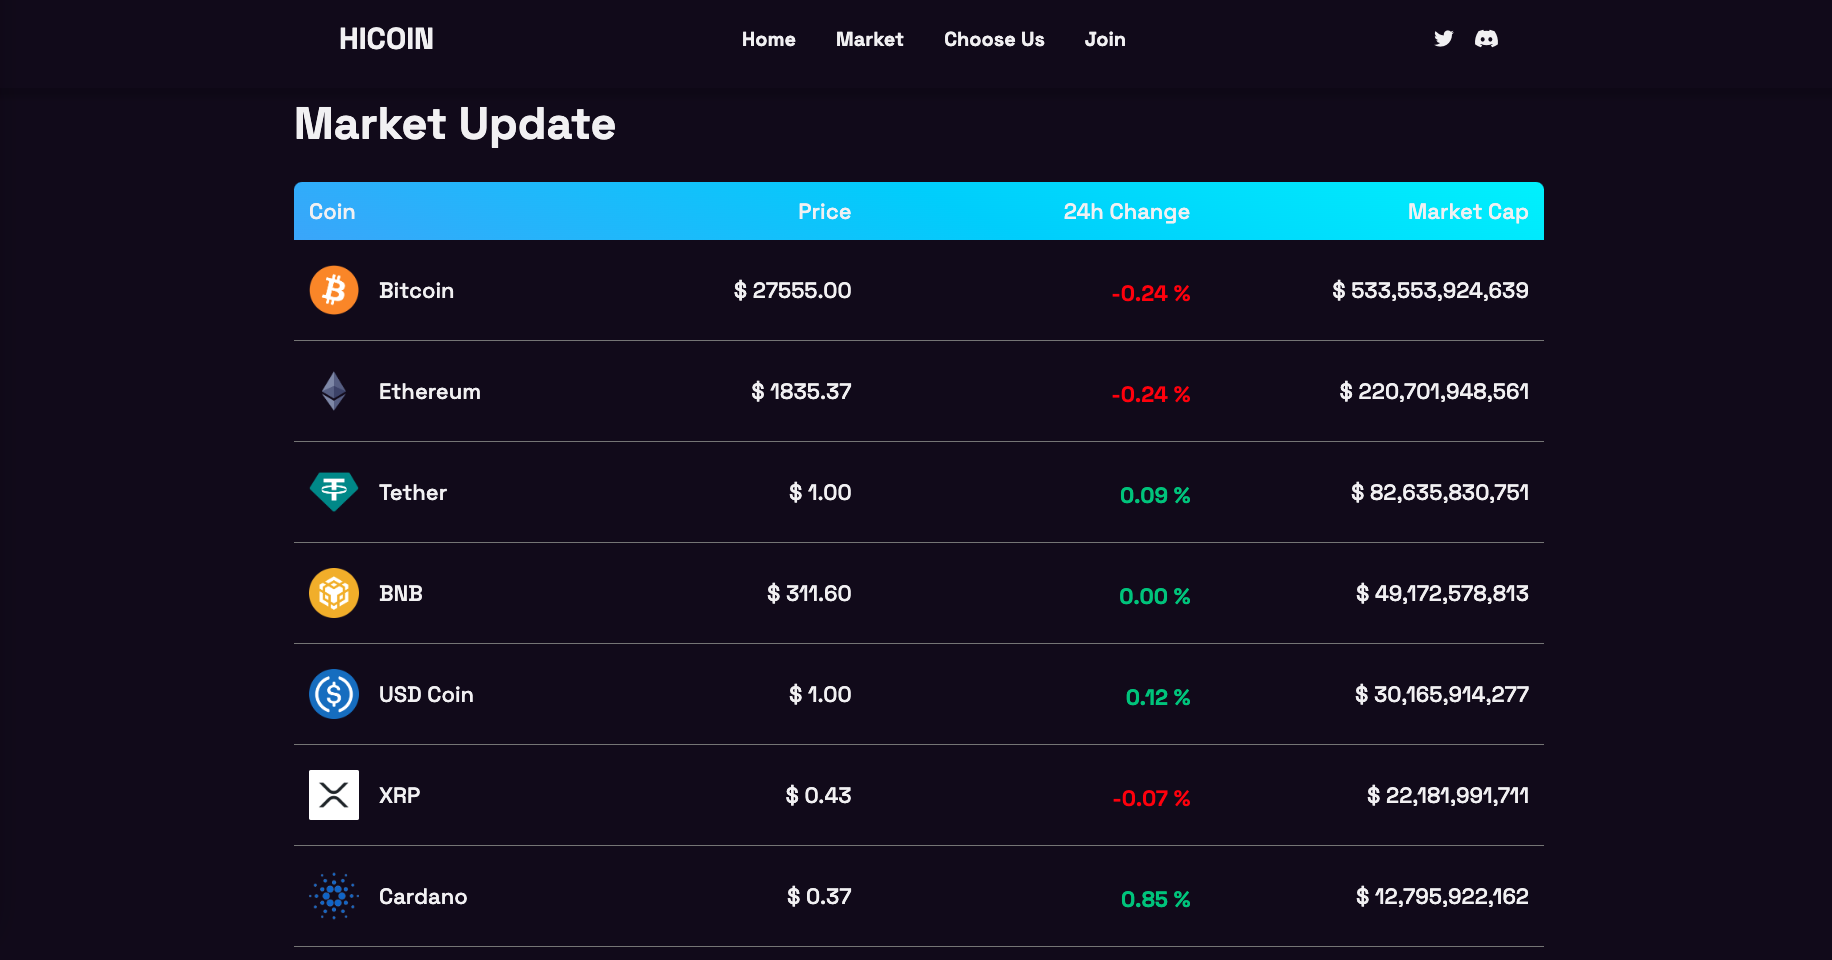 HICOIN Home Market Choose Us Join
Market Update
Coin Price 24h Change Market Cap
Bitcoin $ 27555.00 -0.24 % $ 533,553,924,639
Ethereum $ 1835.37 -0.24 % $ 220,701,948,561
Tether $ 1.00 0.09 % $ 82,635,830,751
BNB $ 311.60 0.00 % $ 49,172,578,813
USD Coin $ 1.00 0.12 % $ 30,165,914,277
XRP $ 0.43 -0.07 % $ 22,181,991,711
Cardano $ 0.37 0.85 % $ 12,795,922,162